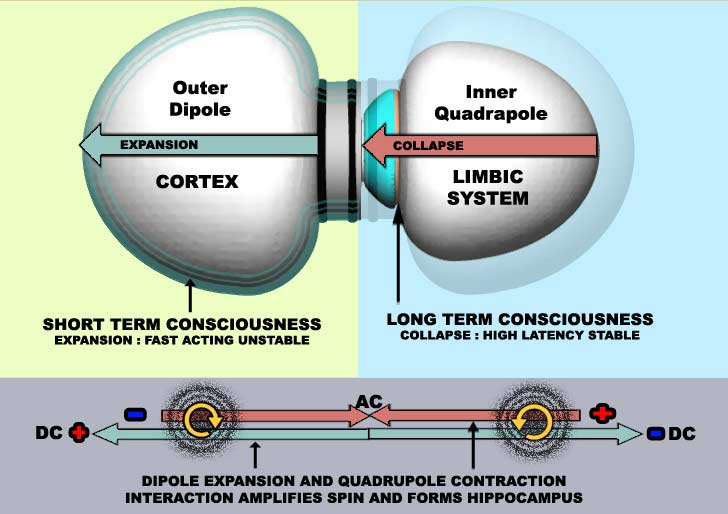 Outer
Dipole
EXPANSION
CORTEX
Inner
Quadrapole
COLLAPSE
LIMBIC
SYSTEM
SHORT TERM CONSCIOUSNESS
EXPANSION : FAST ACTING UNSTABLE
LONG TERM CONSCIOUSNESS
COLLAPSE : HIGH LATENCY STABLE
AC
- +
DC + - DC
DIPOLE EXPANSION AND QUADRUPOLE CONTRACTION
INTERACTION AMPLIFIES SPIN AND FORMS HIPPOCAMPUS